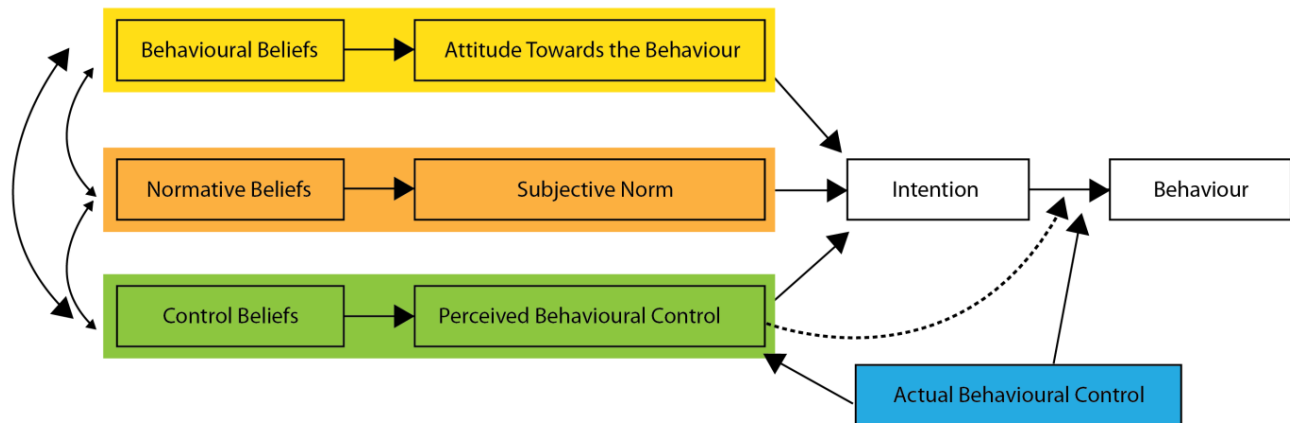 Behavioural Beliefs
Attitude Towards the Behaviour
Normative Beliefs
Subjective Norm
Intention
Behaviour
Control Beliefs
Perceived Behavioural Control
Actual Behavioural Control